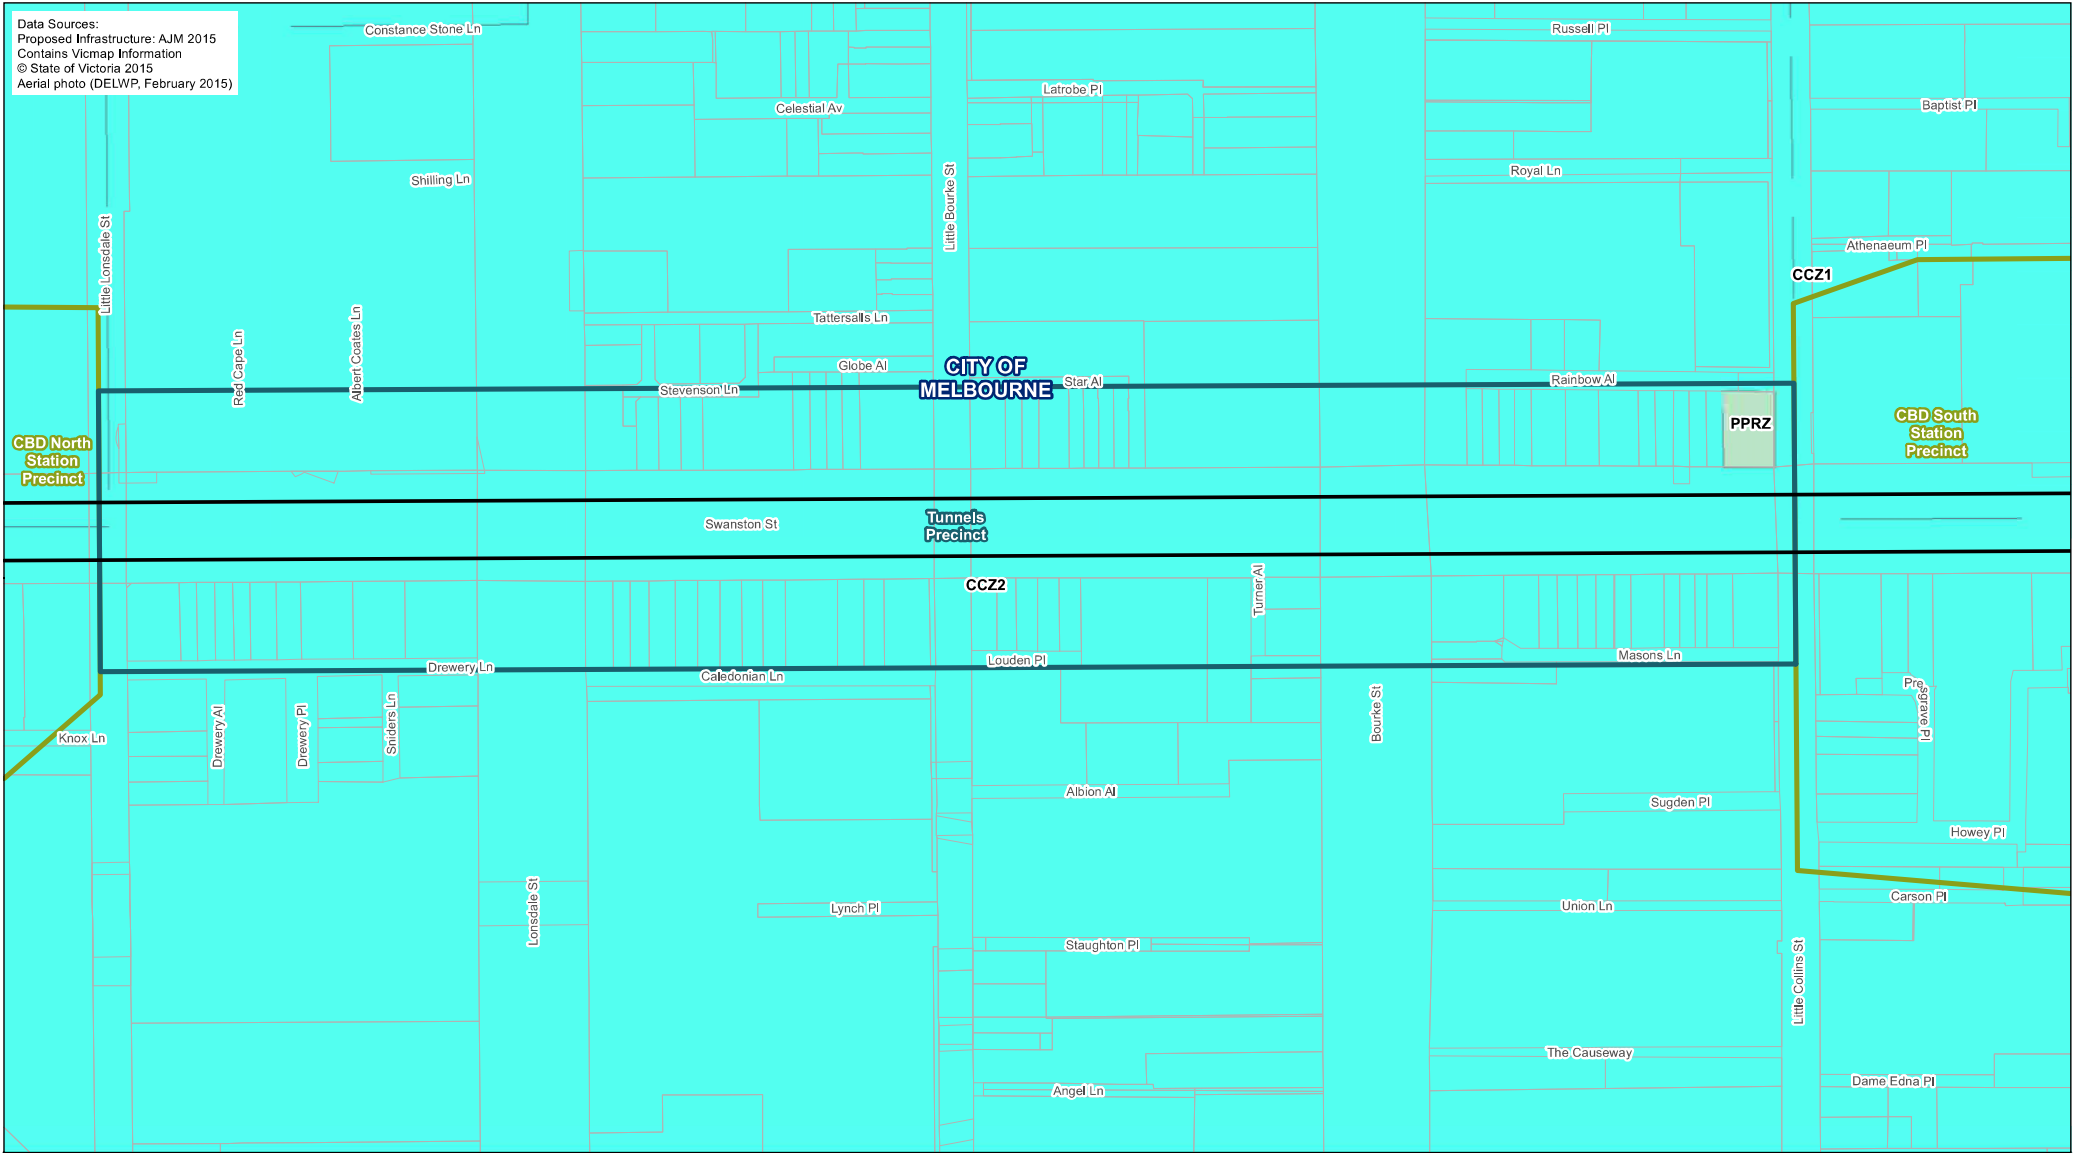 Data Sources:
Proposed Infrastructure: AJM 2015
Contains Vicmap Information
© State of Victoria 2015
Aerial photo (DELWP, February 2015)
Constance Stone Ln
Russell Pl
Latrobe Pl
Celestial Av
Baptist Pl
Shilling Ln
Royal Ln
Little Bourke St
Little Lonsdale St
Athenaeum Pl
CCZ1
Tattersalls Ln
Red Cape Ln
Albert Coates Ln
Globe Al
CITY OF
MELBOURNE
Stevenson Ln
Star Al
Rainbow Al
PPRZ
CBD North
Station
Precinct
CBD South
Station
Precinct
Swanston St
Tunnels
Precinct
CCZ2
Turner Al
Drewery Ln
Caledonian Ln
Louden Pl
Masons Ln
Presgrave Pl
Knox Ln
Drewery Al
Drewery Pl
Sniders Ln
Bourke St
Albion Al
Sugden Pl
Howey Pl
Lonsdale St
Lynch Pl
Union Ln
Carson Pl
Staughton Pl
Little Collins St
The Causeway
Angel Ln
Dame Edna Pl